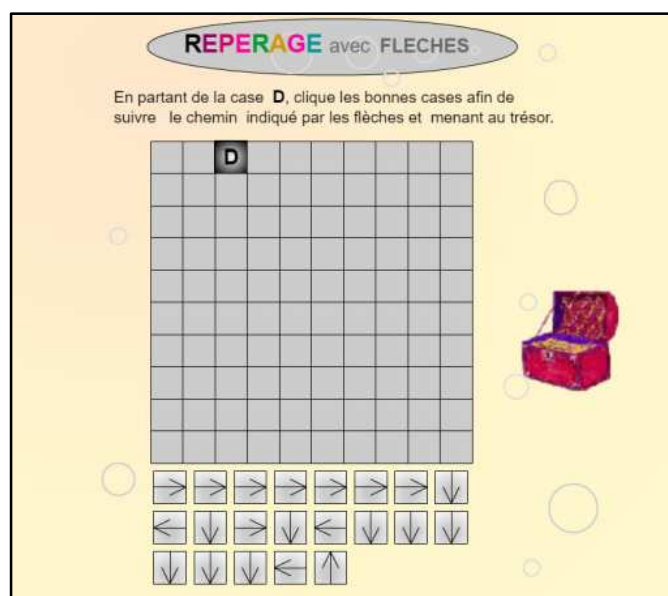 REPERAGE avec FLECHES
En partant de la case D, clique les bonnes cases afin de
suivre le chemin indiqué par les flèches et menant au trésor.
D